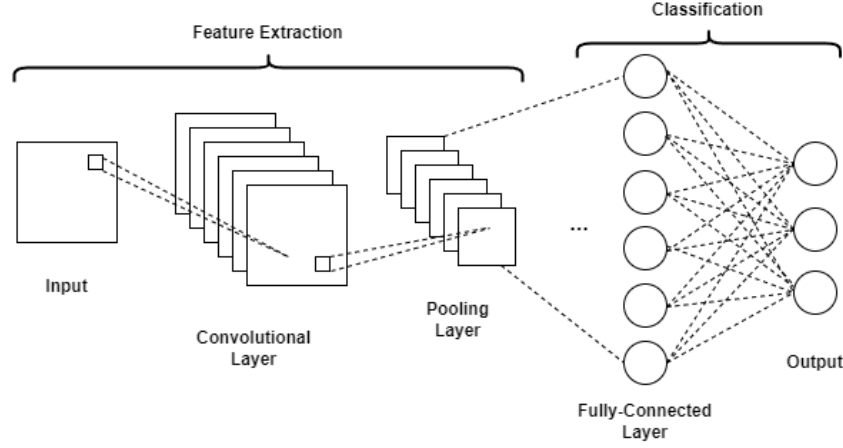 Classification
Feature Extraction
Input
Convolutional
Layer
Pooling
Layer
...
Fully-Connected
Layer
Output